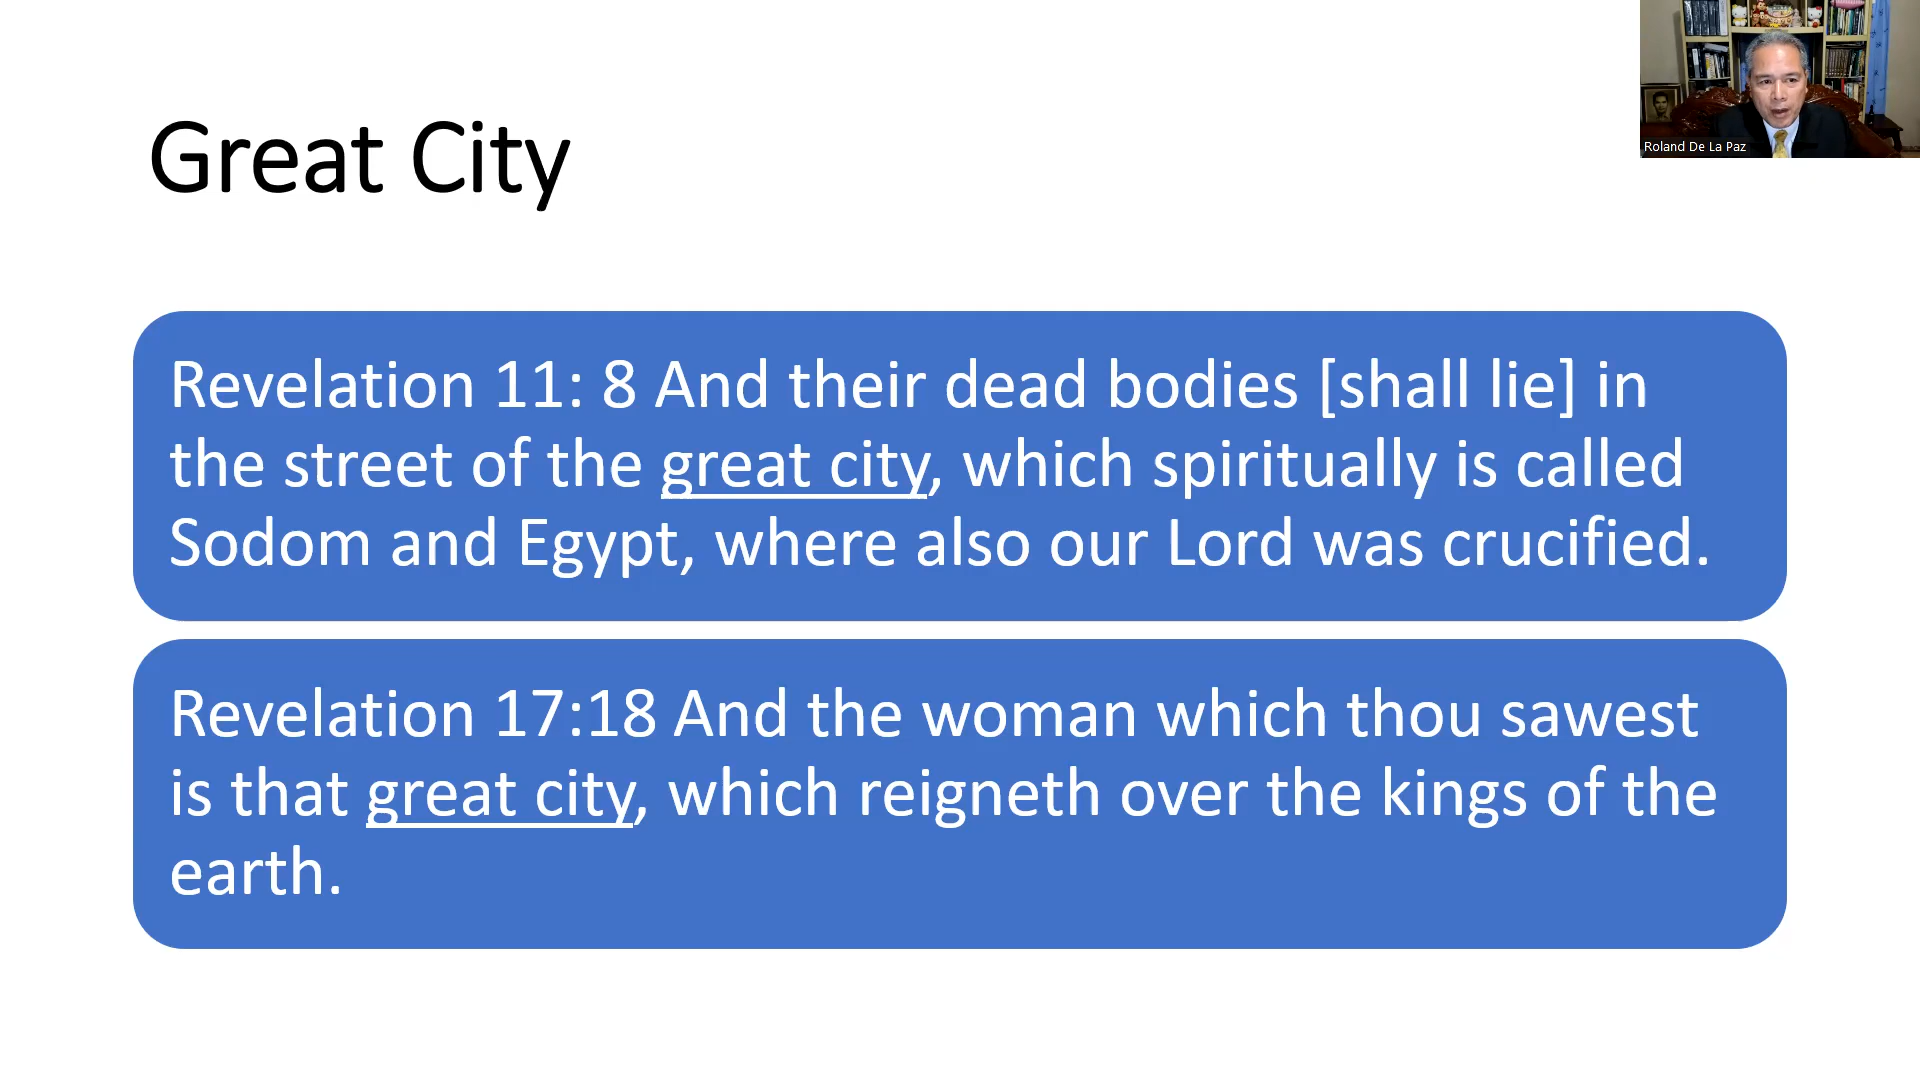 Great City
Roland De La Paz
Revelation 11: 8 And their dead bodies [shall lie] in
the street of the great city, which spiritually is called
Sodom and Egypt, where also our Lord was crucified.
Revelation 17:18 And the woman which thou sawest
is that great city, which reigneth over the kings of the
earth.